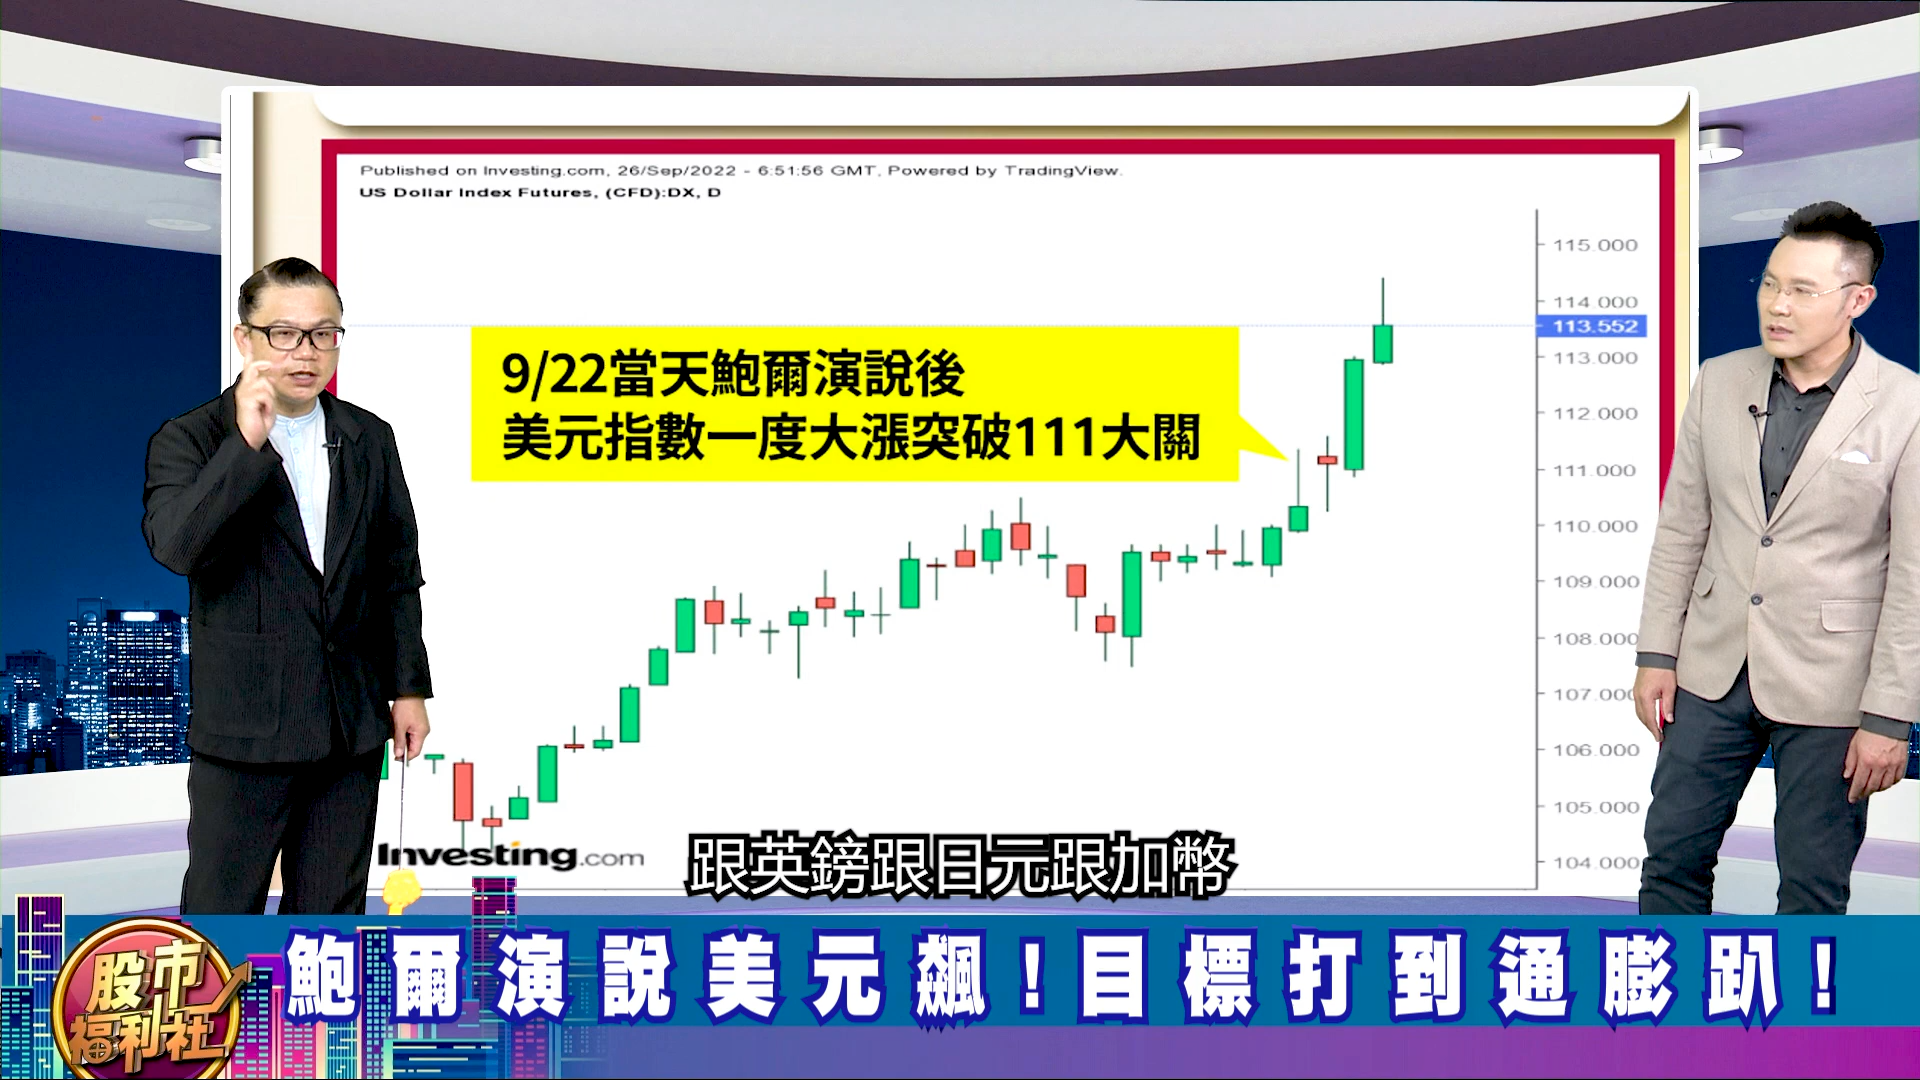 Published on Investing.com, 26/Sep/2022 - 6:51:56 GMT, Powered by TradingView.
US Dollar Index Futures, (CFD):DX, D
115.000
114.000
113.552
113.000
112.000
111.000
110.000
109.000
108.000
107.000
106.000
105.000
104.000
9/22當天鮑爾演說後
美元指數一度大漲突破111大關
Investing.com
跟英鎊跟日元跟加幣
股市
福利社
鮑爾演說美元飆!目標打到通膨趴!